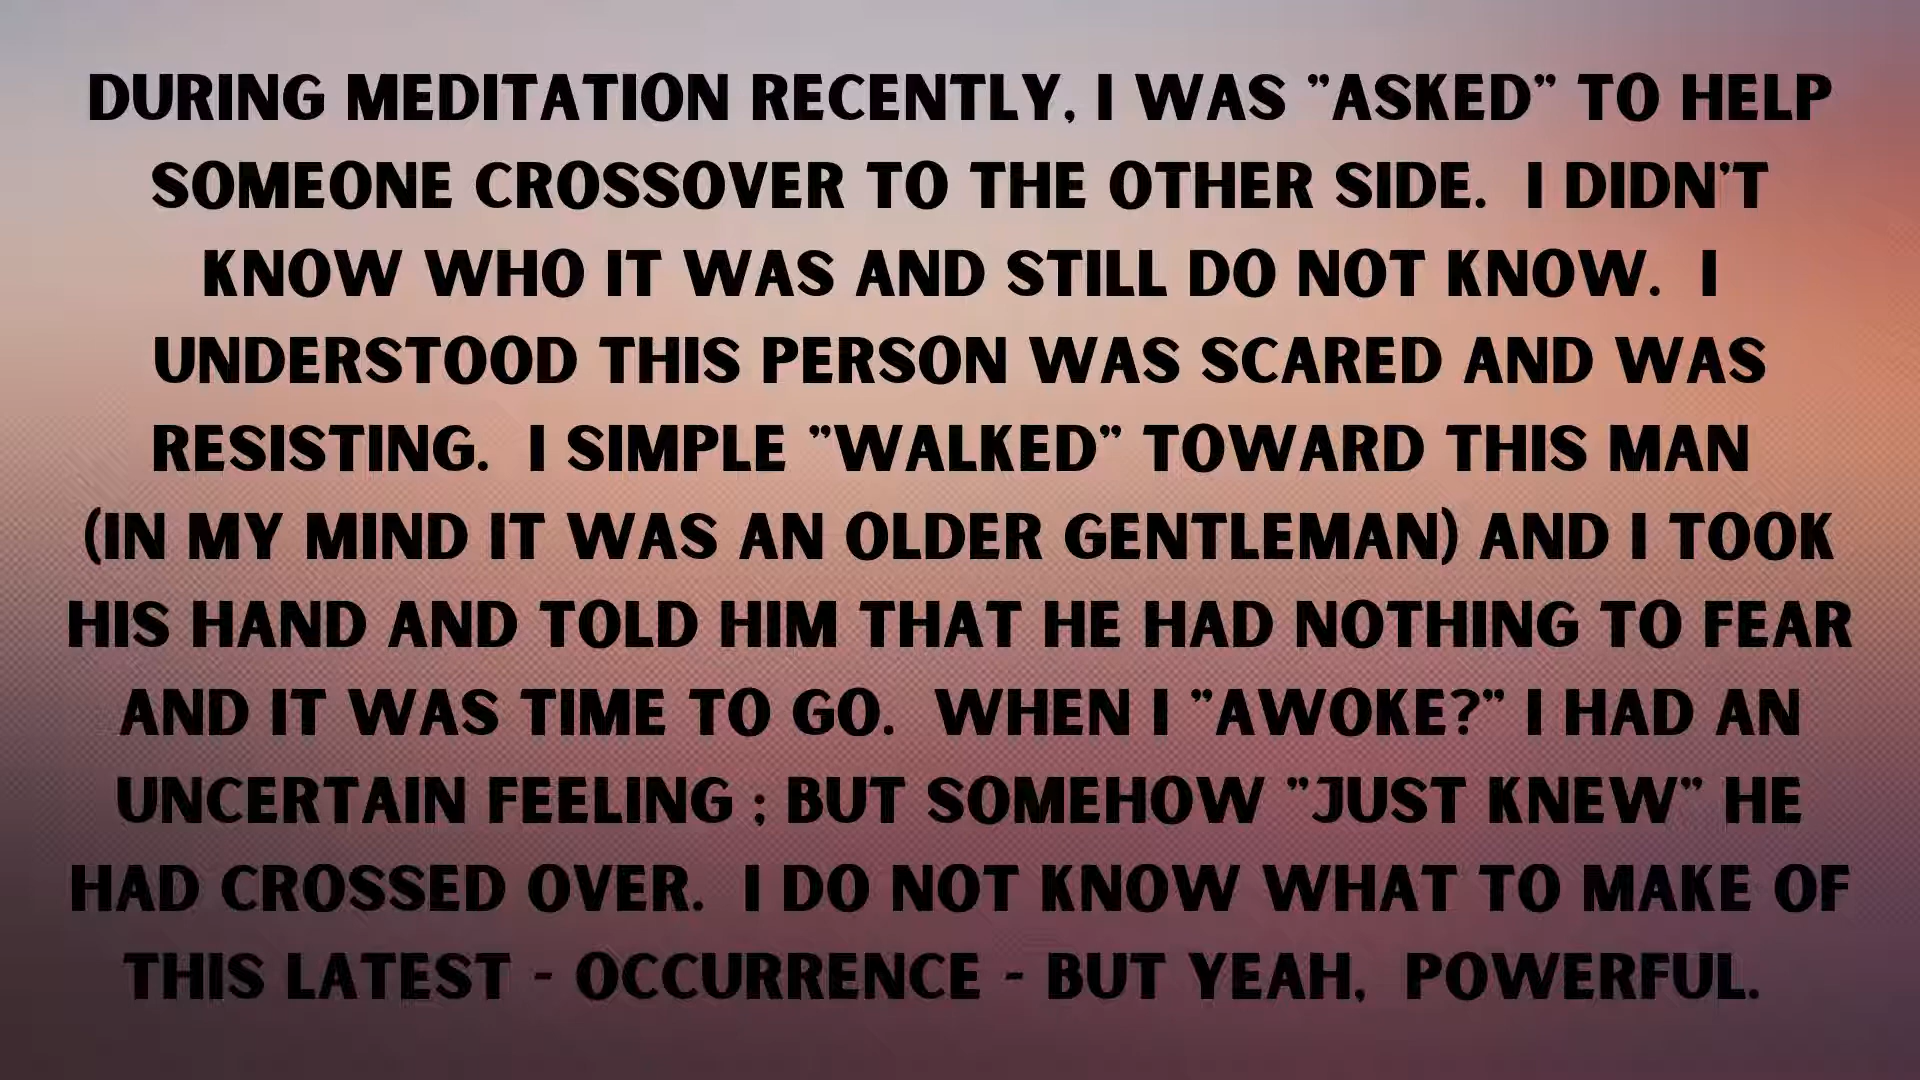 DURING MEDITATION RECENTLY, I WAS "ASKED" TO HELP
SOMEONE CROSSOVER TO THE OTHER SIDE. I DIDN'T
KNOW WHO IT WAS AND STILL DO NOT KNOW. I
UNDERSTOOD THIS PERSON WAS SCARED AND WAS
RESISTING. I SIMPLE "WALKED" TOWARD THIS MAN
(IN MY MIND IT WAS AN OLDER GENTLEMAN) AND I TOOK
HIS HAND AND TOLD HIM THAT HE HAD NOTHING TO FEAR
AND IT WAS TIME TO GO. WHEN I "AWOKE?" I HAD AN
UNCERTAIN FEELING ; BUT SOMEHOW "JUST KNEW" HE
HAD CROSSED OVER. I DO NOT KNOW WHAT TO MAKE OF
THIS LATEST - OCCURRENCE - BUT YEAH, POWERFUL.